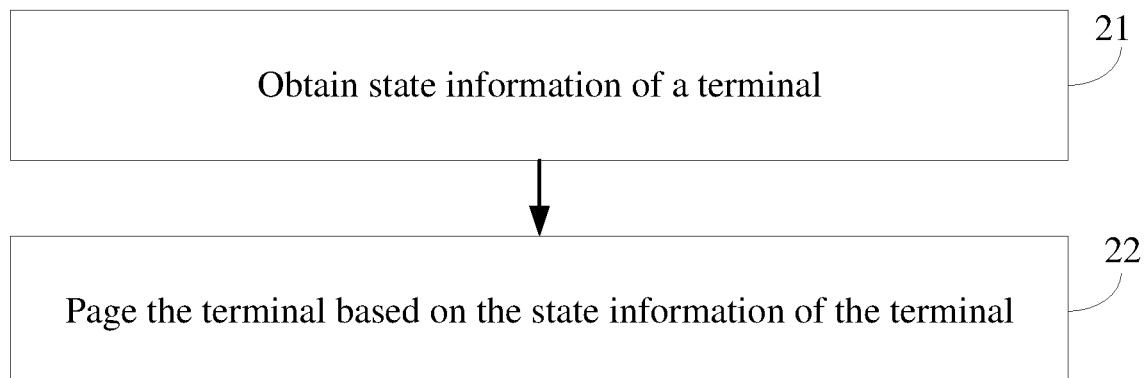 21
Obtain state information of a terminal
22
Page the terminal based on the state information of the terminal